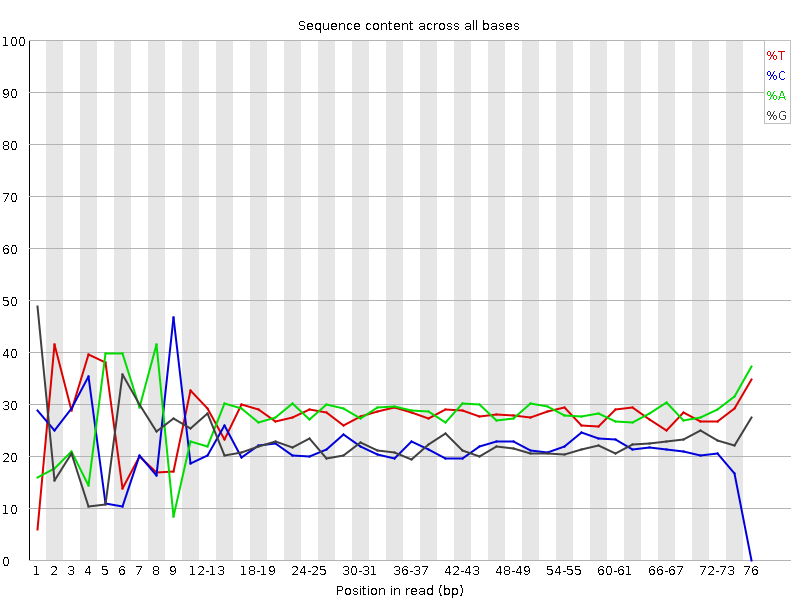 Sequence content across all bases
100
90
80
70
60
50
40
30
20
10
0
%T
%C
%A
%G
1 2 3 4 5 6 7 8 9 12-13 18-19 24-25 30-31 36-37 42-43 48-49 54-55 60-61 66-67 72-73 76
Position in read (bp)